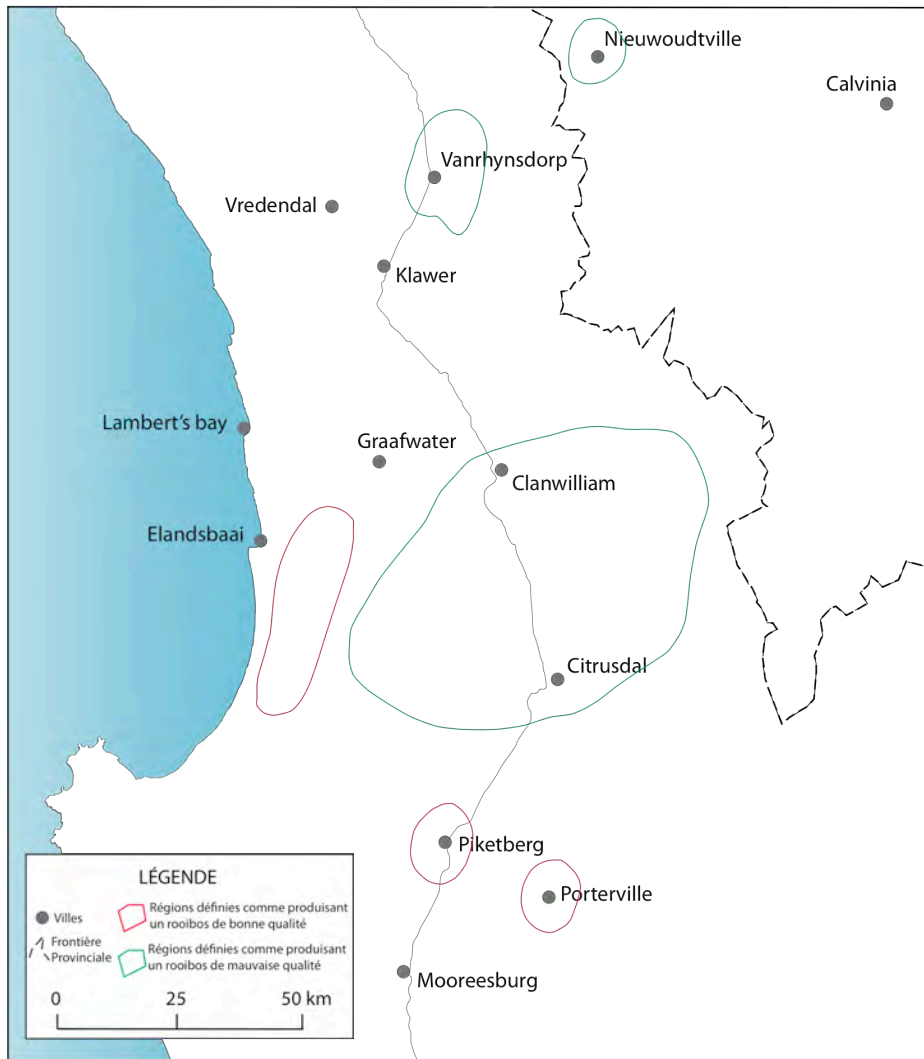 Nieuwoudtville
Calvinia
Vanrhynsdorp
Vredendal
Klawer
Lambert's bay
Graafwater
Clanwilliam
Elandsbaai
Citrusdal
Piketberg
Porterville
Mooreesburg
LÉGENDE
Villes
Frontière
Provinciale
Régions définies comme produisant
un rooibos de bonne qualité
Régions définies comme produisant
un rooibos de mauvaise qualité
0 25 50 km